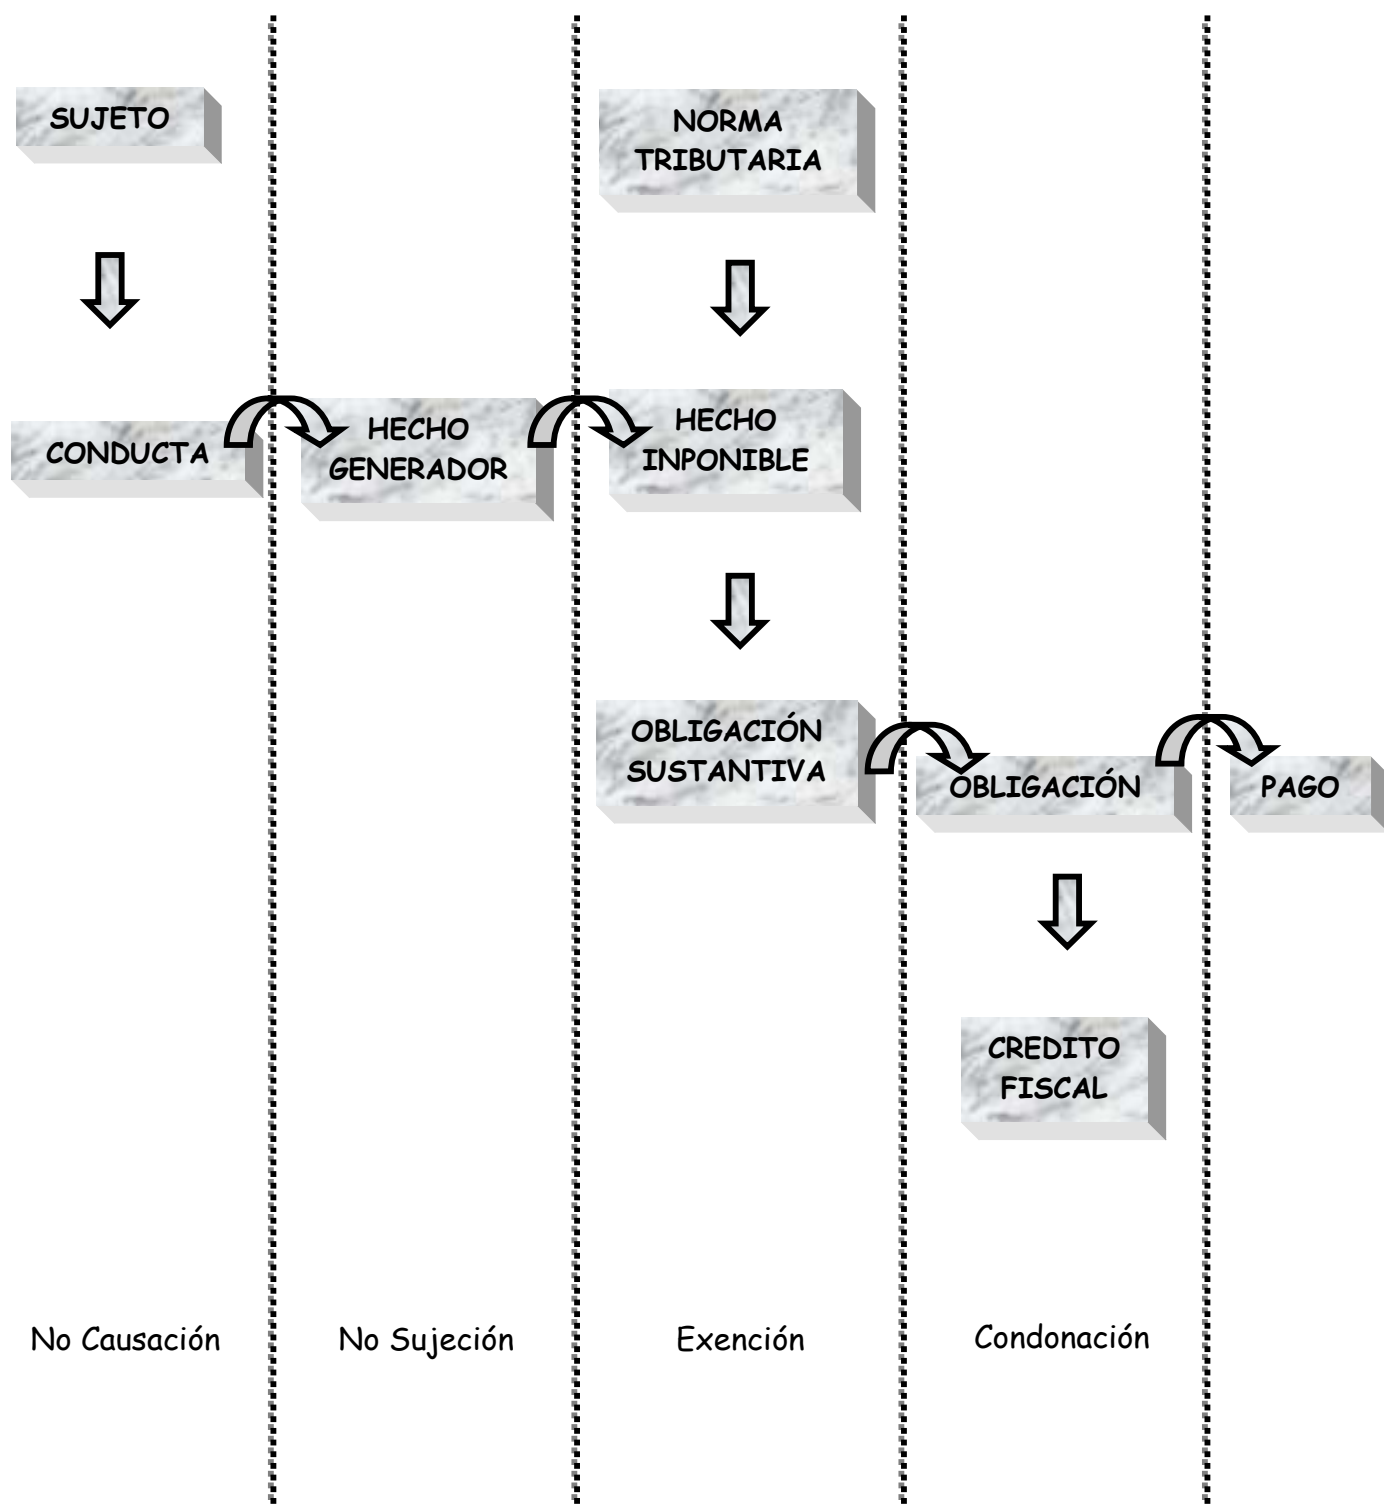 SUJETO
NORMA
TRIBUTARIA
CONDUCTA
HECHO
GENERADOR
HECHO
INPONIBLE
OBLIGACIÓN
SUSTANTIVA
OBLIGACIÓN
PAGO
CREDITO
FISCAL
No Causación
No Sujeción
Exención
Condonación